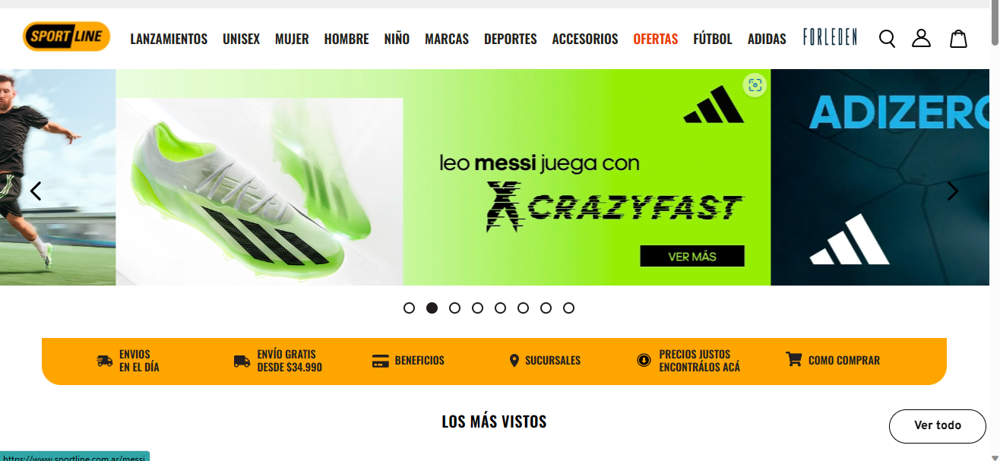 SPORT LINE
LANZAMIENTOS UNISEX MUJER HOMBRE NIÑO MARCAS DEPORTES ACCESORIOS OFERTAS FÚTBOL ADIDAS FORLEDEN
leo messi juega con
X CRAZYFAST
VER MÁS
ADIZERO
ENVIOS
EN EL DÍA
ENVÍO GRATIS
DESDE $34.990
BENEFICIOS
SUCURSALES
PRECIOS JUSTOS
ENCONTRÁLOS ACÁ
COMO COMPRAR
LOS MÁS VISTOS
Ver todo
https://www.sportline.com.ar/messi